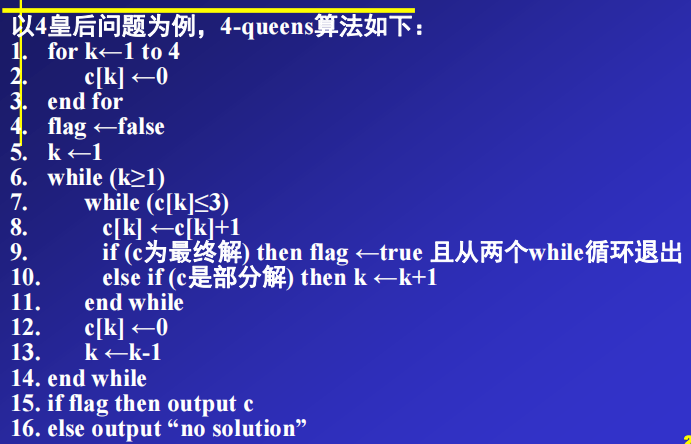 以4皇后问题为例，4-queens算法如下：
1. for k←1 to 4
2. c[k] ←0
3. end for
4. flag ←false
5. k ←1
6. while (k≥1)
7. while (c[k]≤3)
8. c[k] ←c[k]+1
9. if (c为最终解) then flag ←true 且从两个while循环退出
10. else if (c是部分解) then k ←k+1
11. end while
12. c[k] ←0
13. k ←k-1
14. end while
15. if flag then output c
16. else output “no solution”